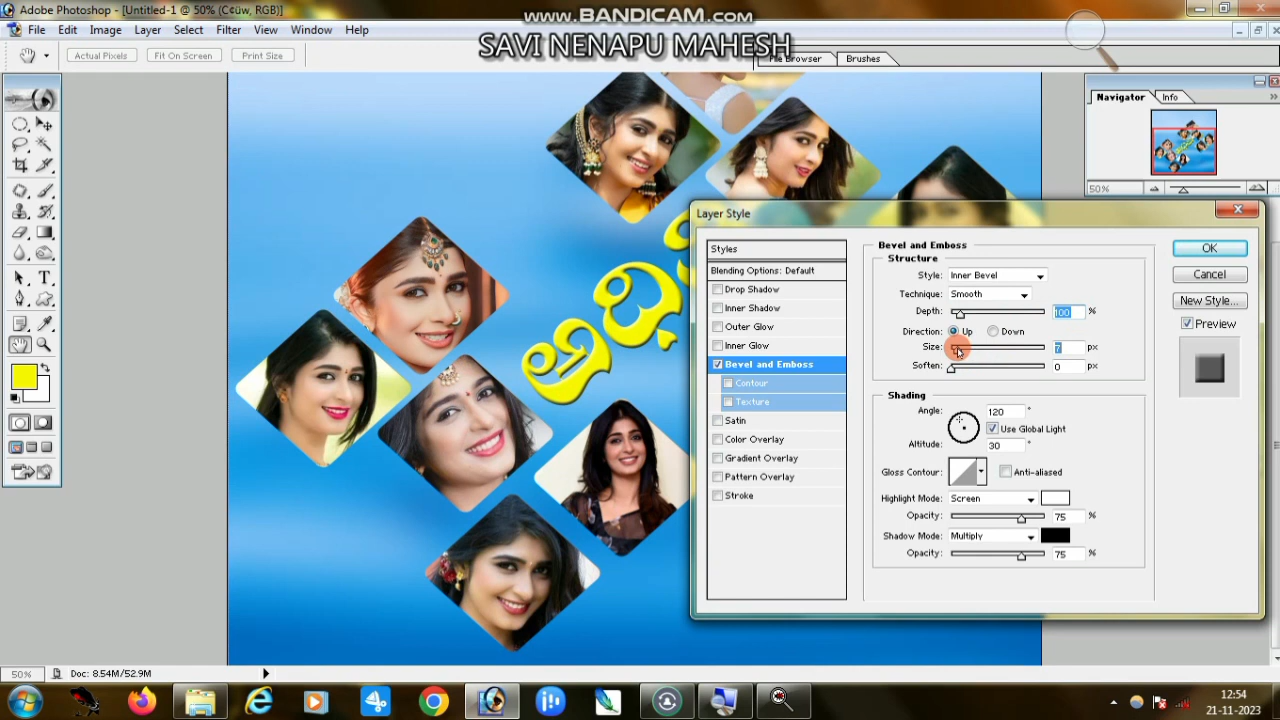 Adobe Photoshop - [Untitled-1 @ 50% (C¢üw, RGB)]
www.BANDICAM.com
File Edit Image Layer Select Filter View Window Help
SAVI NENAPU MAHESH
Actual Pixels Fit On Screen Print Size
File Browser Brushes
Navigator Info
50%
Layer Style
Styles
Blending Options: Default
Drop Shadow
Inner Shadow
Outer Glow
Inner Glow
Bevel and Emboss
Contour
Texture
Satin
Color Overlay
Gradient Overlay
Pattern Overlay
Stroke
Bevel and Emboss
Structure
Style: Inner Bevel
Technique: Smooth
Depth: 100 %
Direction: Up Down
Size: 7 px
Soften: 0 px
Shading
Angle: 120 °
Use Global Light
Altitude: 30 °
Gloss Contour: Anti-aliased
Highlight Mode: Screen
Opacity: 75 %
Shadow Mode: Multiply
Opacity: 75 %
OK
Cancel
New Style...
Preview
50% Doc: 8.54M/52.9M
12:54
21-11-2023